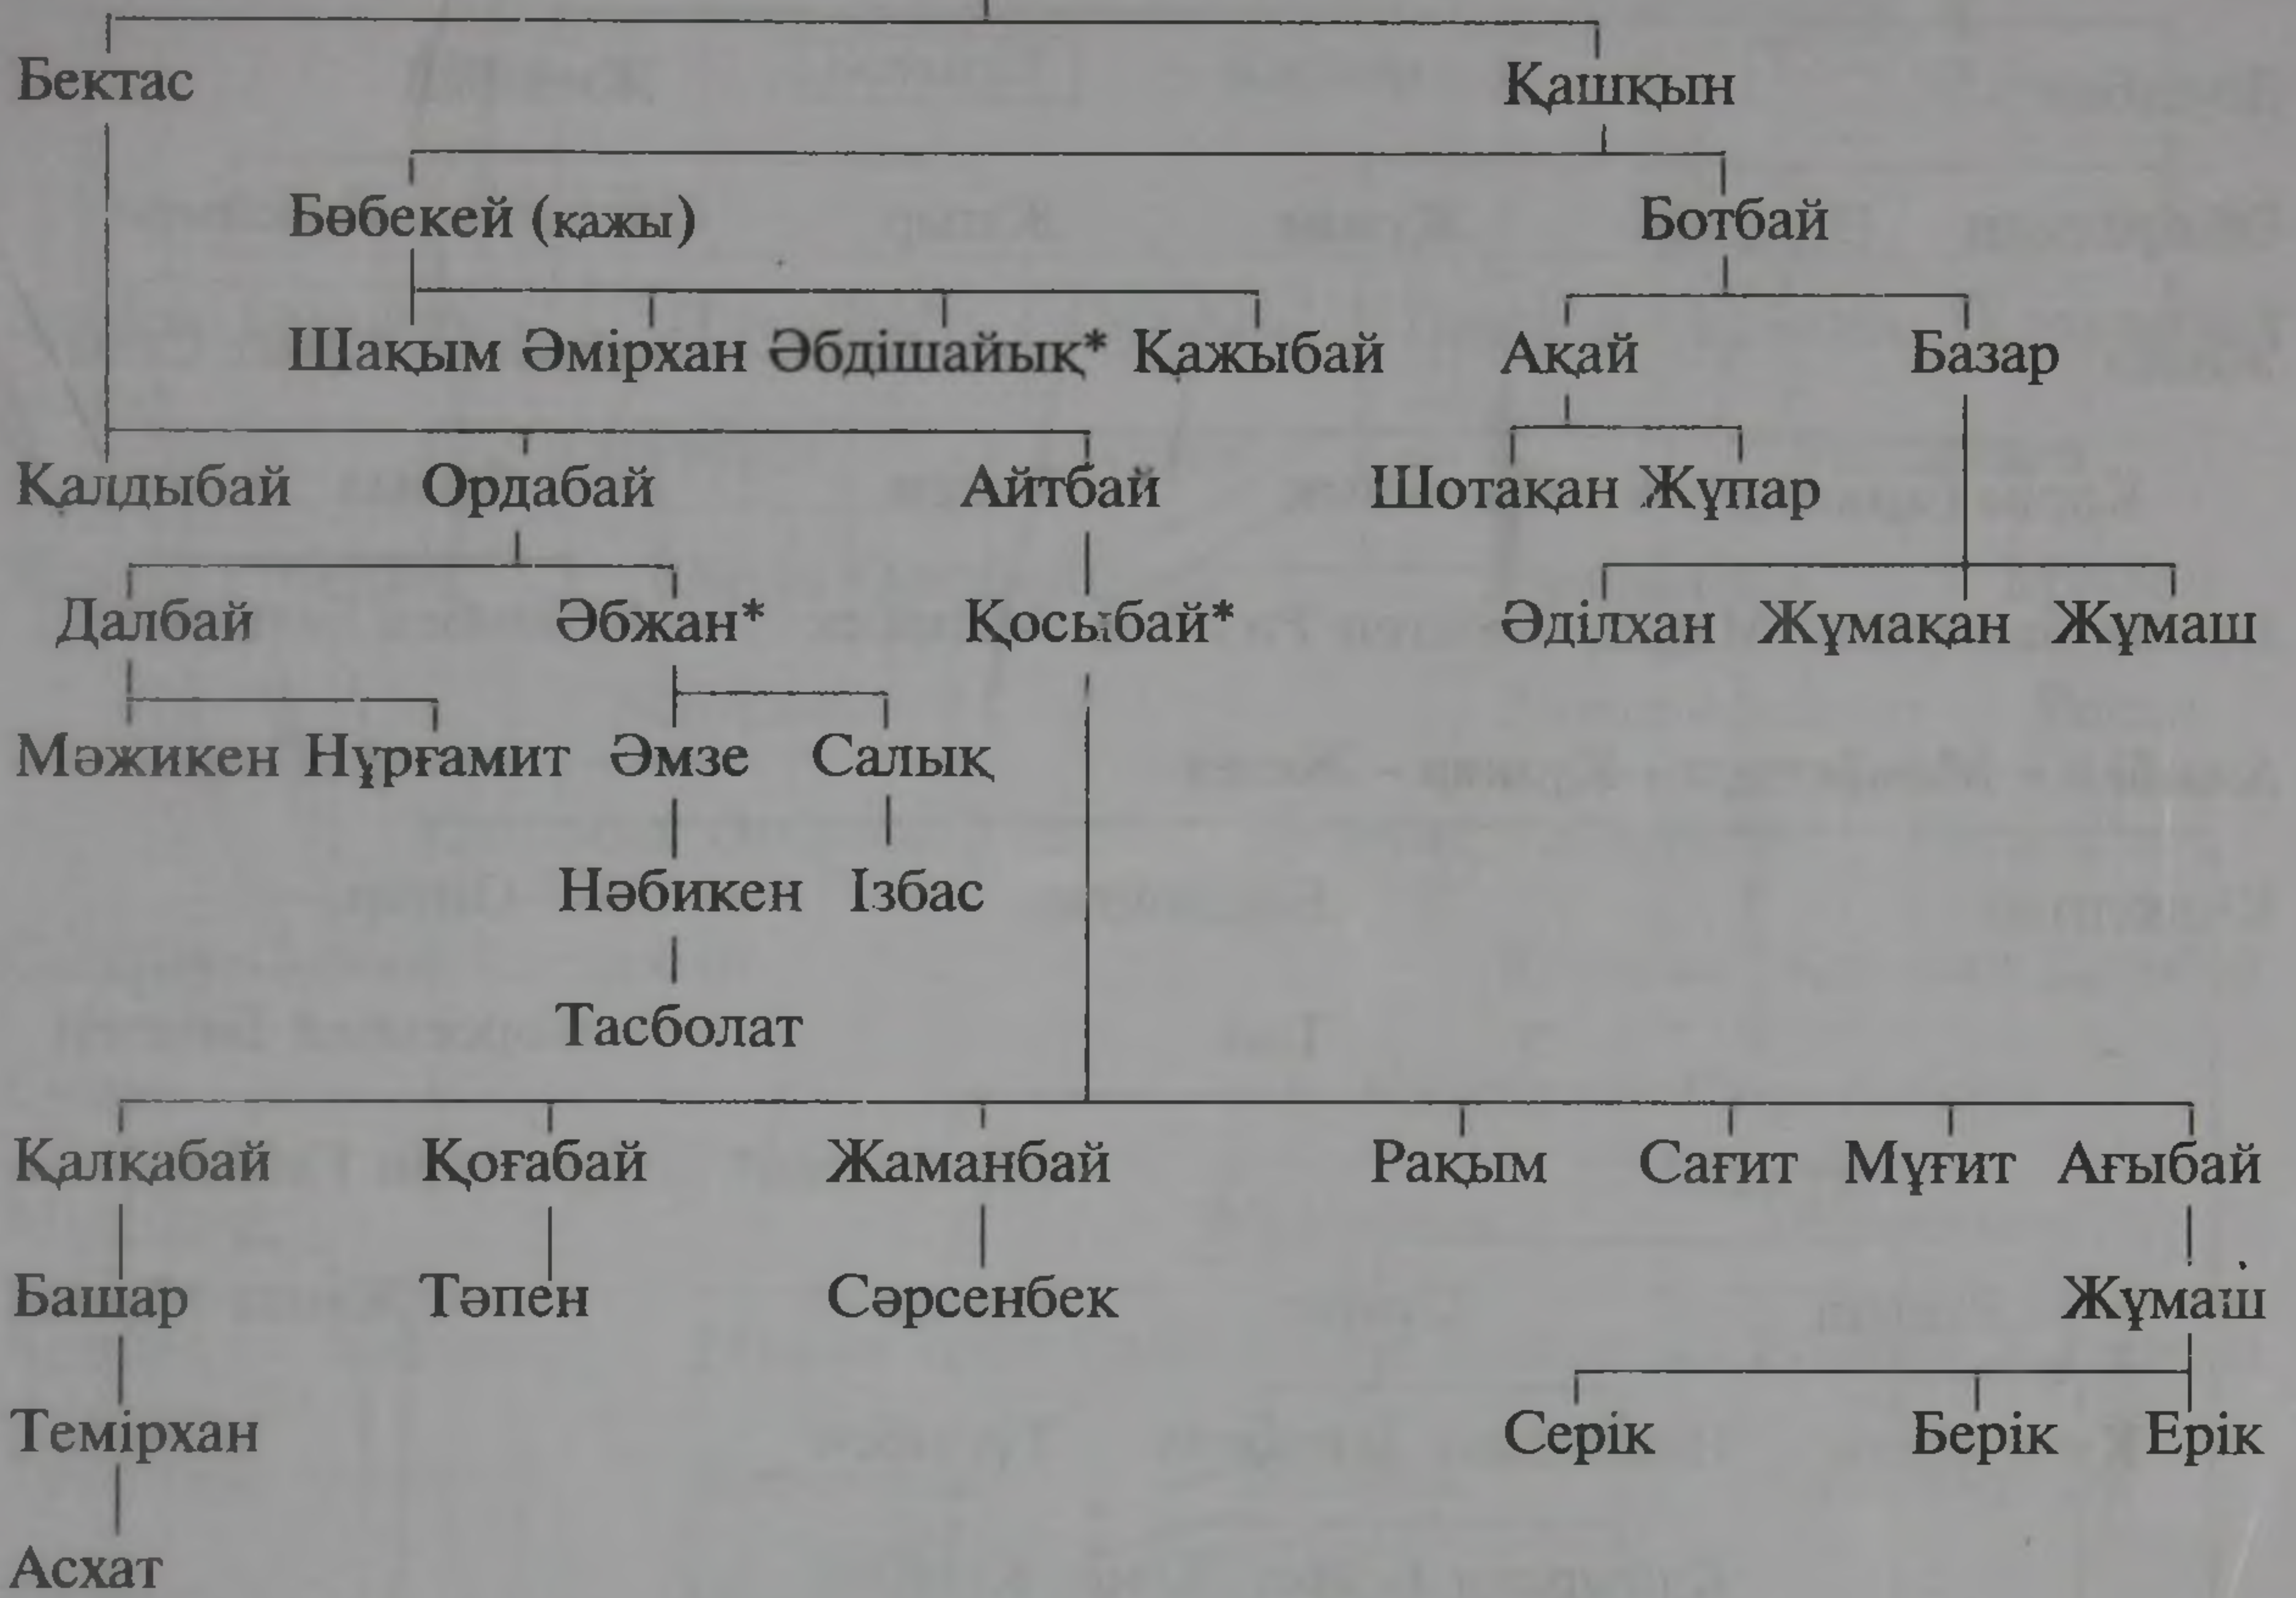 Бектас Қашқын
Бөбекей (қажы) Ботбай
Шақым Әмірхан Әбдішайық* Қажыбай Ақай Базар
Қалдыбай Ордабай Айтбай Шотақан Жұпар
Далбай Әбжан* Қосыбай* Әділхан Жұмақан Жұмаш
Мәжикен Нұрғамит Әмзе Салық
Нәбикен Ізбас
Тасболат
Қалқабай Қоғабай Жаманбай Рақым Сағит Мұғит Ағыбай
Башар Тәпен Сәрсенбек Жұмаш
Темірхан Серік Берік Ерік
Асхат